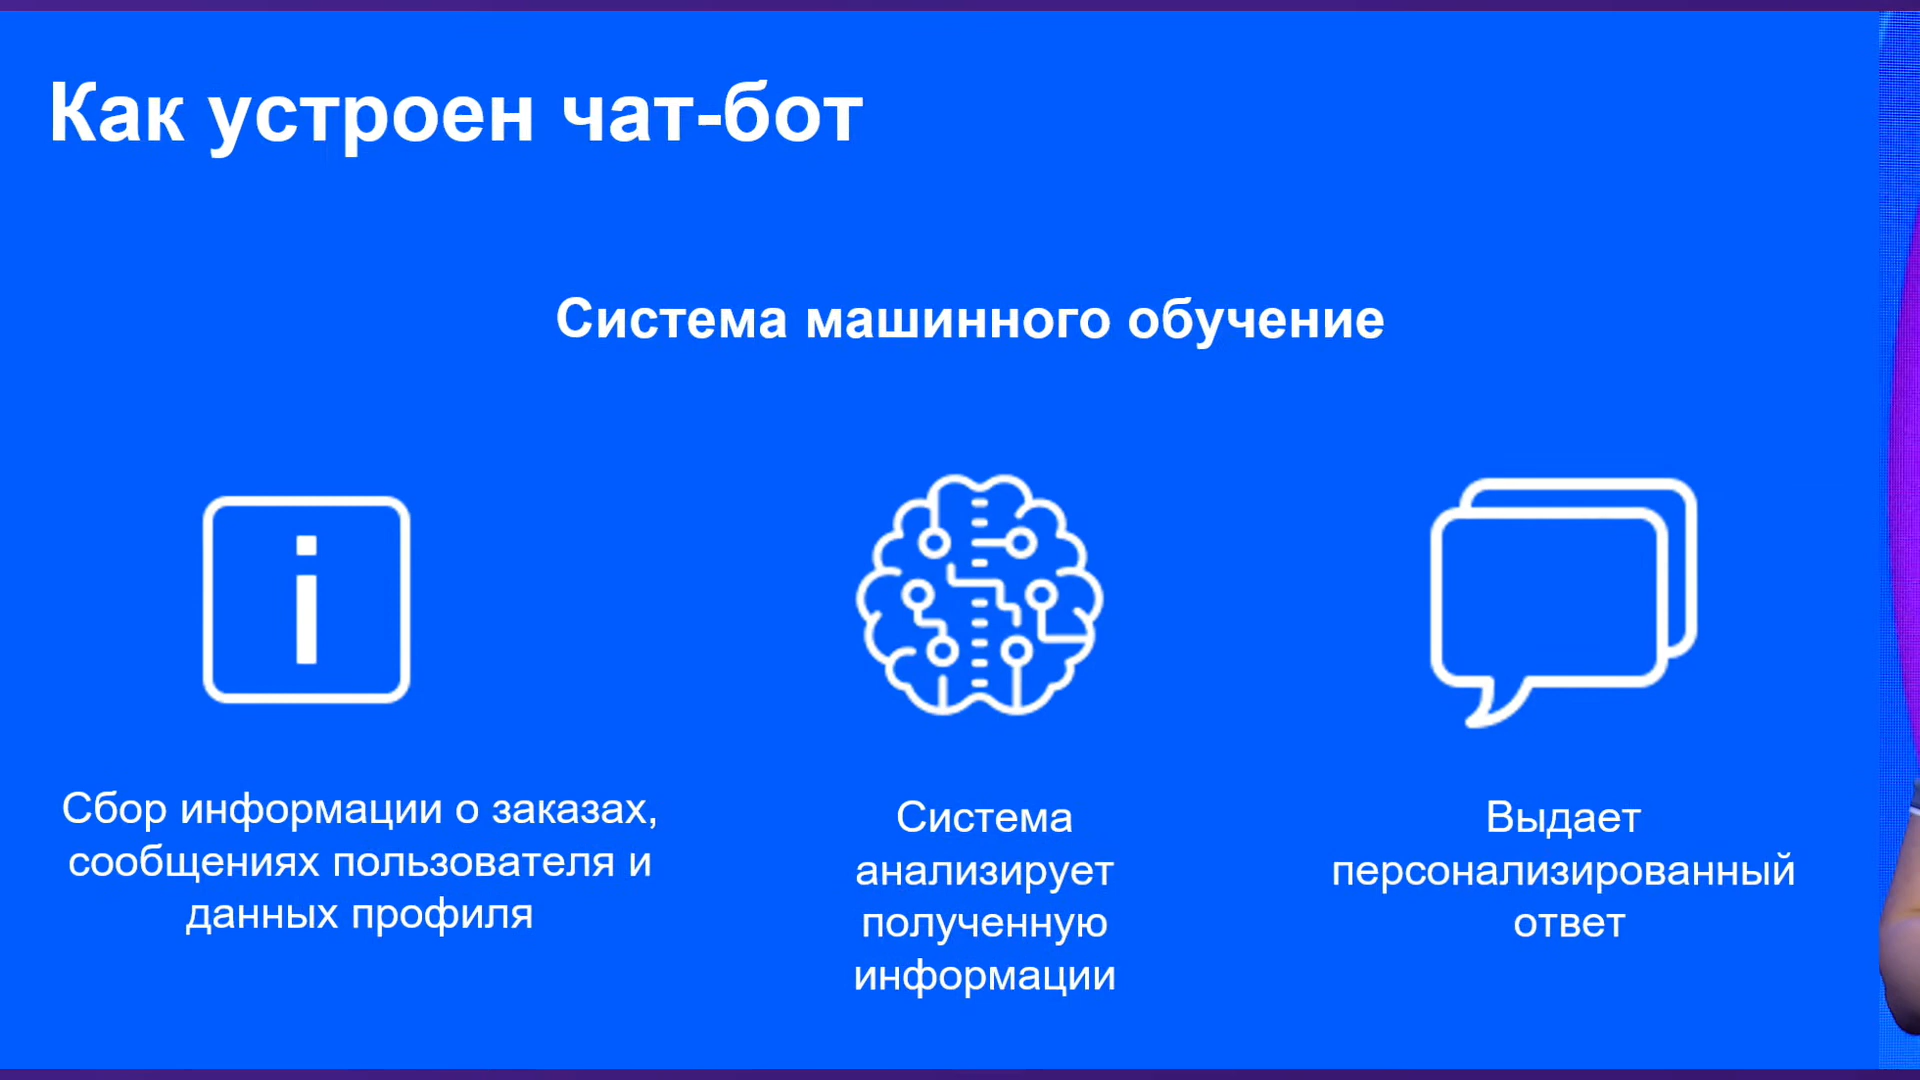 Как устроен чат-бот
Система машинного обучение
Сбор информации о заказах,
сообщениях пользователя и
данных профиля
Система
анализирует
полученную
информации
Выдает
персонализированный
ответ